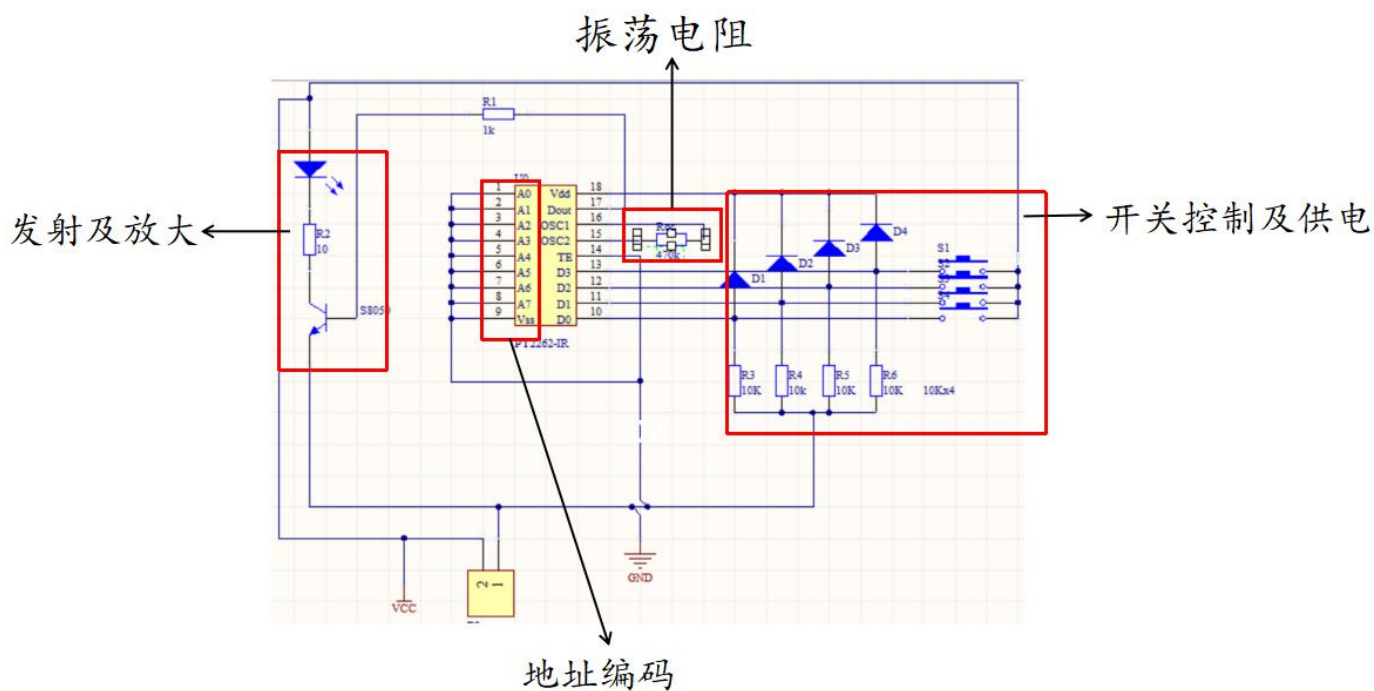 振荡电阻
R1
1k
1 A0 Vdd 18
2 A1 Dout 17
3 A2 OSC1 16
4 A3 OSC2 15
5 A4 TE 14
6 A5 D3 13
7 A6 D2 12
8 A7 D1 11
9 Vss D0 10
PT2262-IR
470k
发射及放大
R2
10
开关控制及供电
D4
D3
D2
D1
S1
R3
10K
R4
10k
R5
10K
R6
10K
10Kx4
GND
VCC
2 1
地址编码